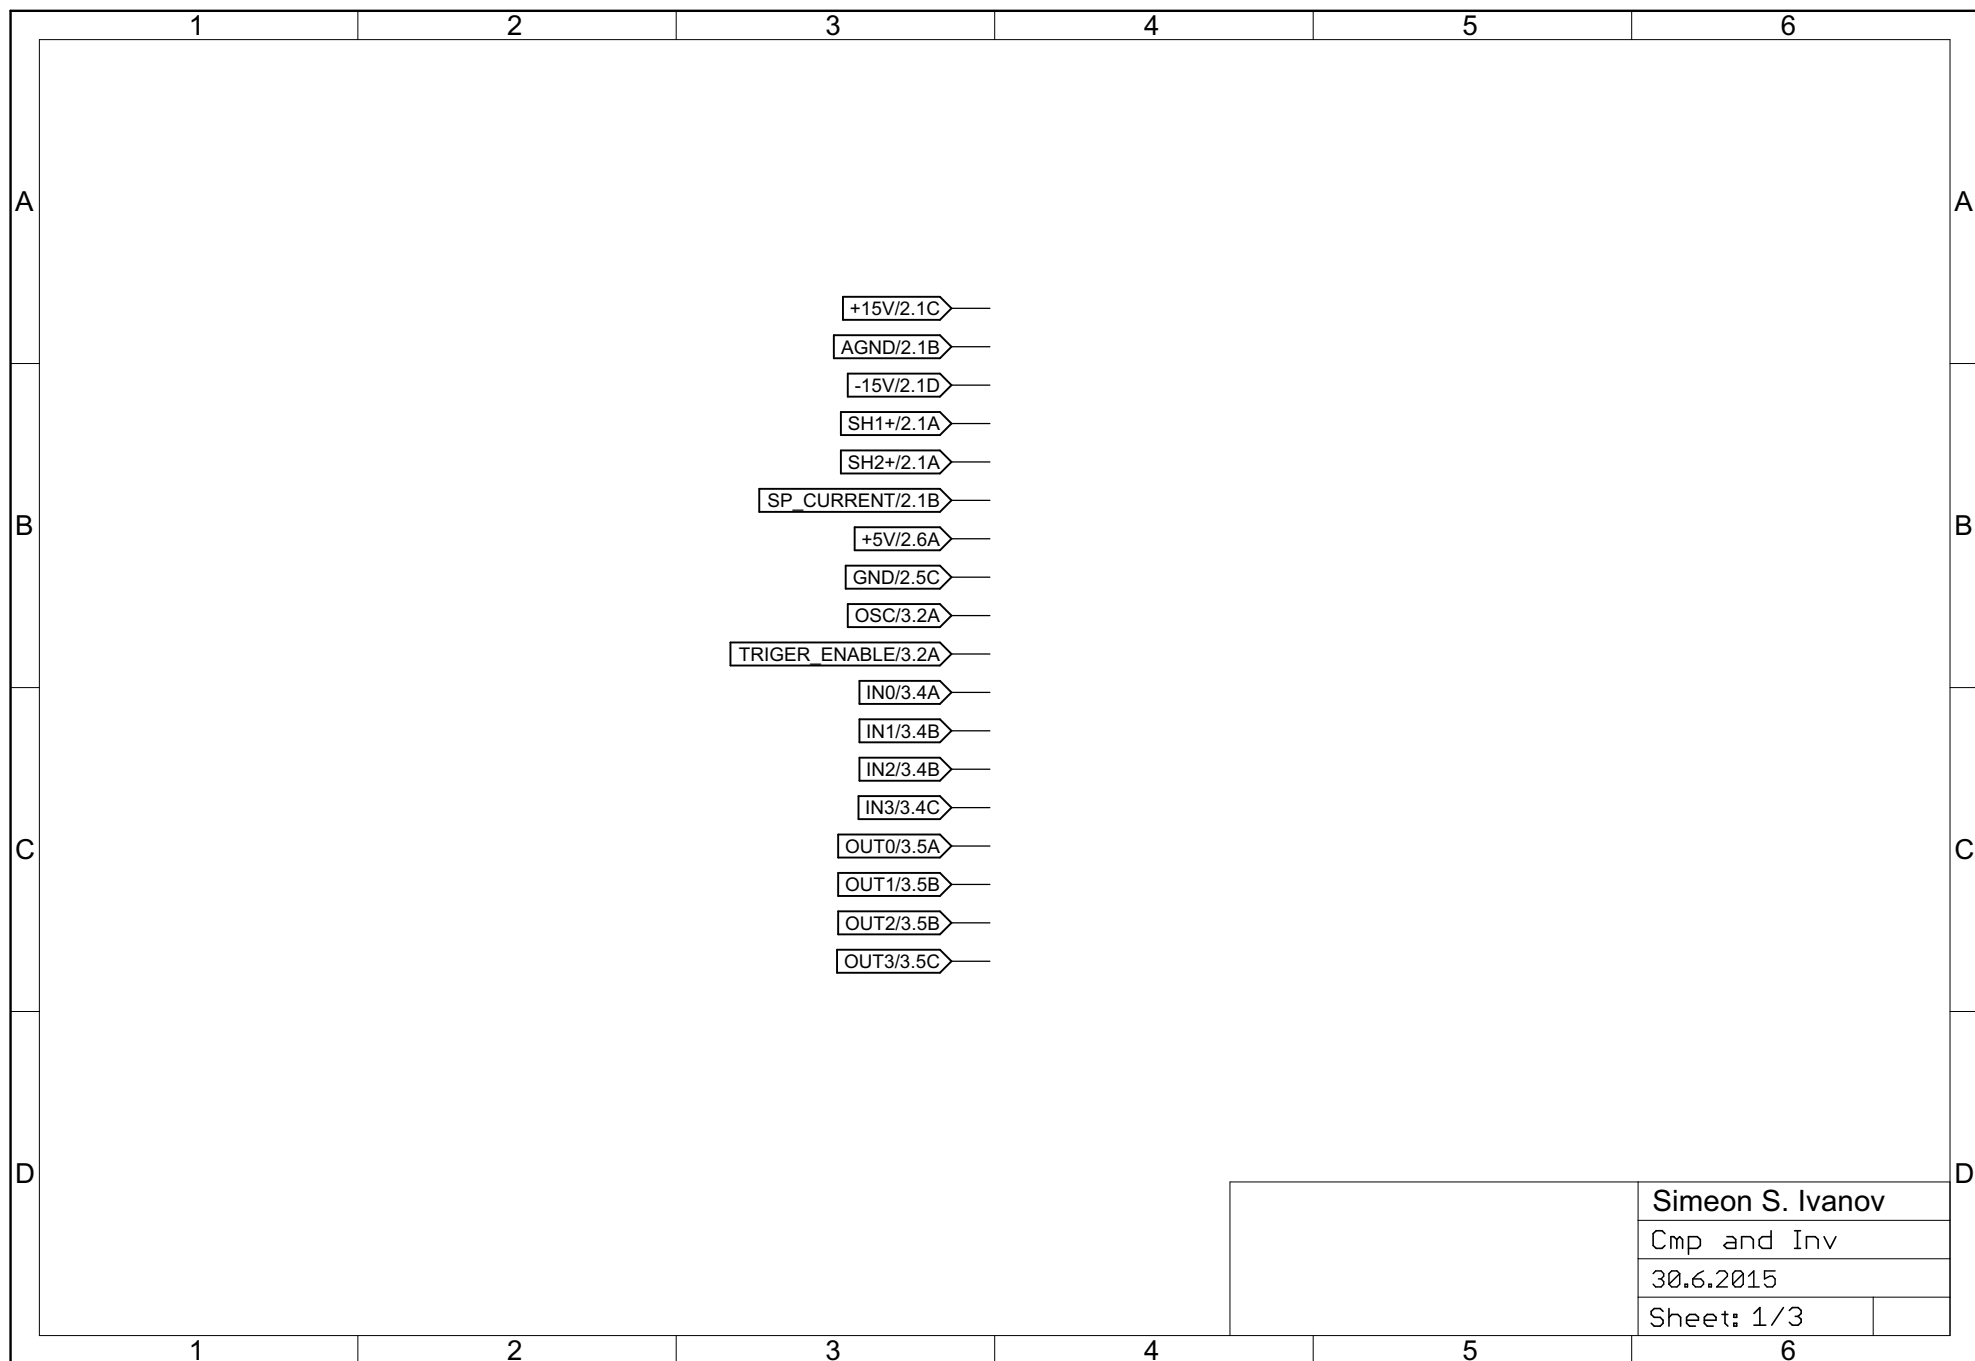 1 2 3 4 5 6
A A
+15V/2.1C
AGND/2.1B
-15V/2.1D
SH1+/2.1A
SH2+/2.1A
SP_CURRENT/2.1B
B B
+5V/2.6A
GND/2.5C
OSC/3.2A
TRIGER_ENABLE/3.2A
IN0/3.4A
IN1/3.4B
IN2/3.4B
IN3/3.4C
C C
OUT0/3.5A
OUT1/3.5B
OUT2/3.5B
OUT3/3.5C
D D
Simeon S. Ivanov
Cmp and Inv
30.6.2015
Sheet: 1/3
1 2 3 4 5 6